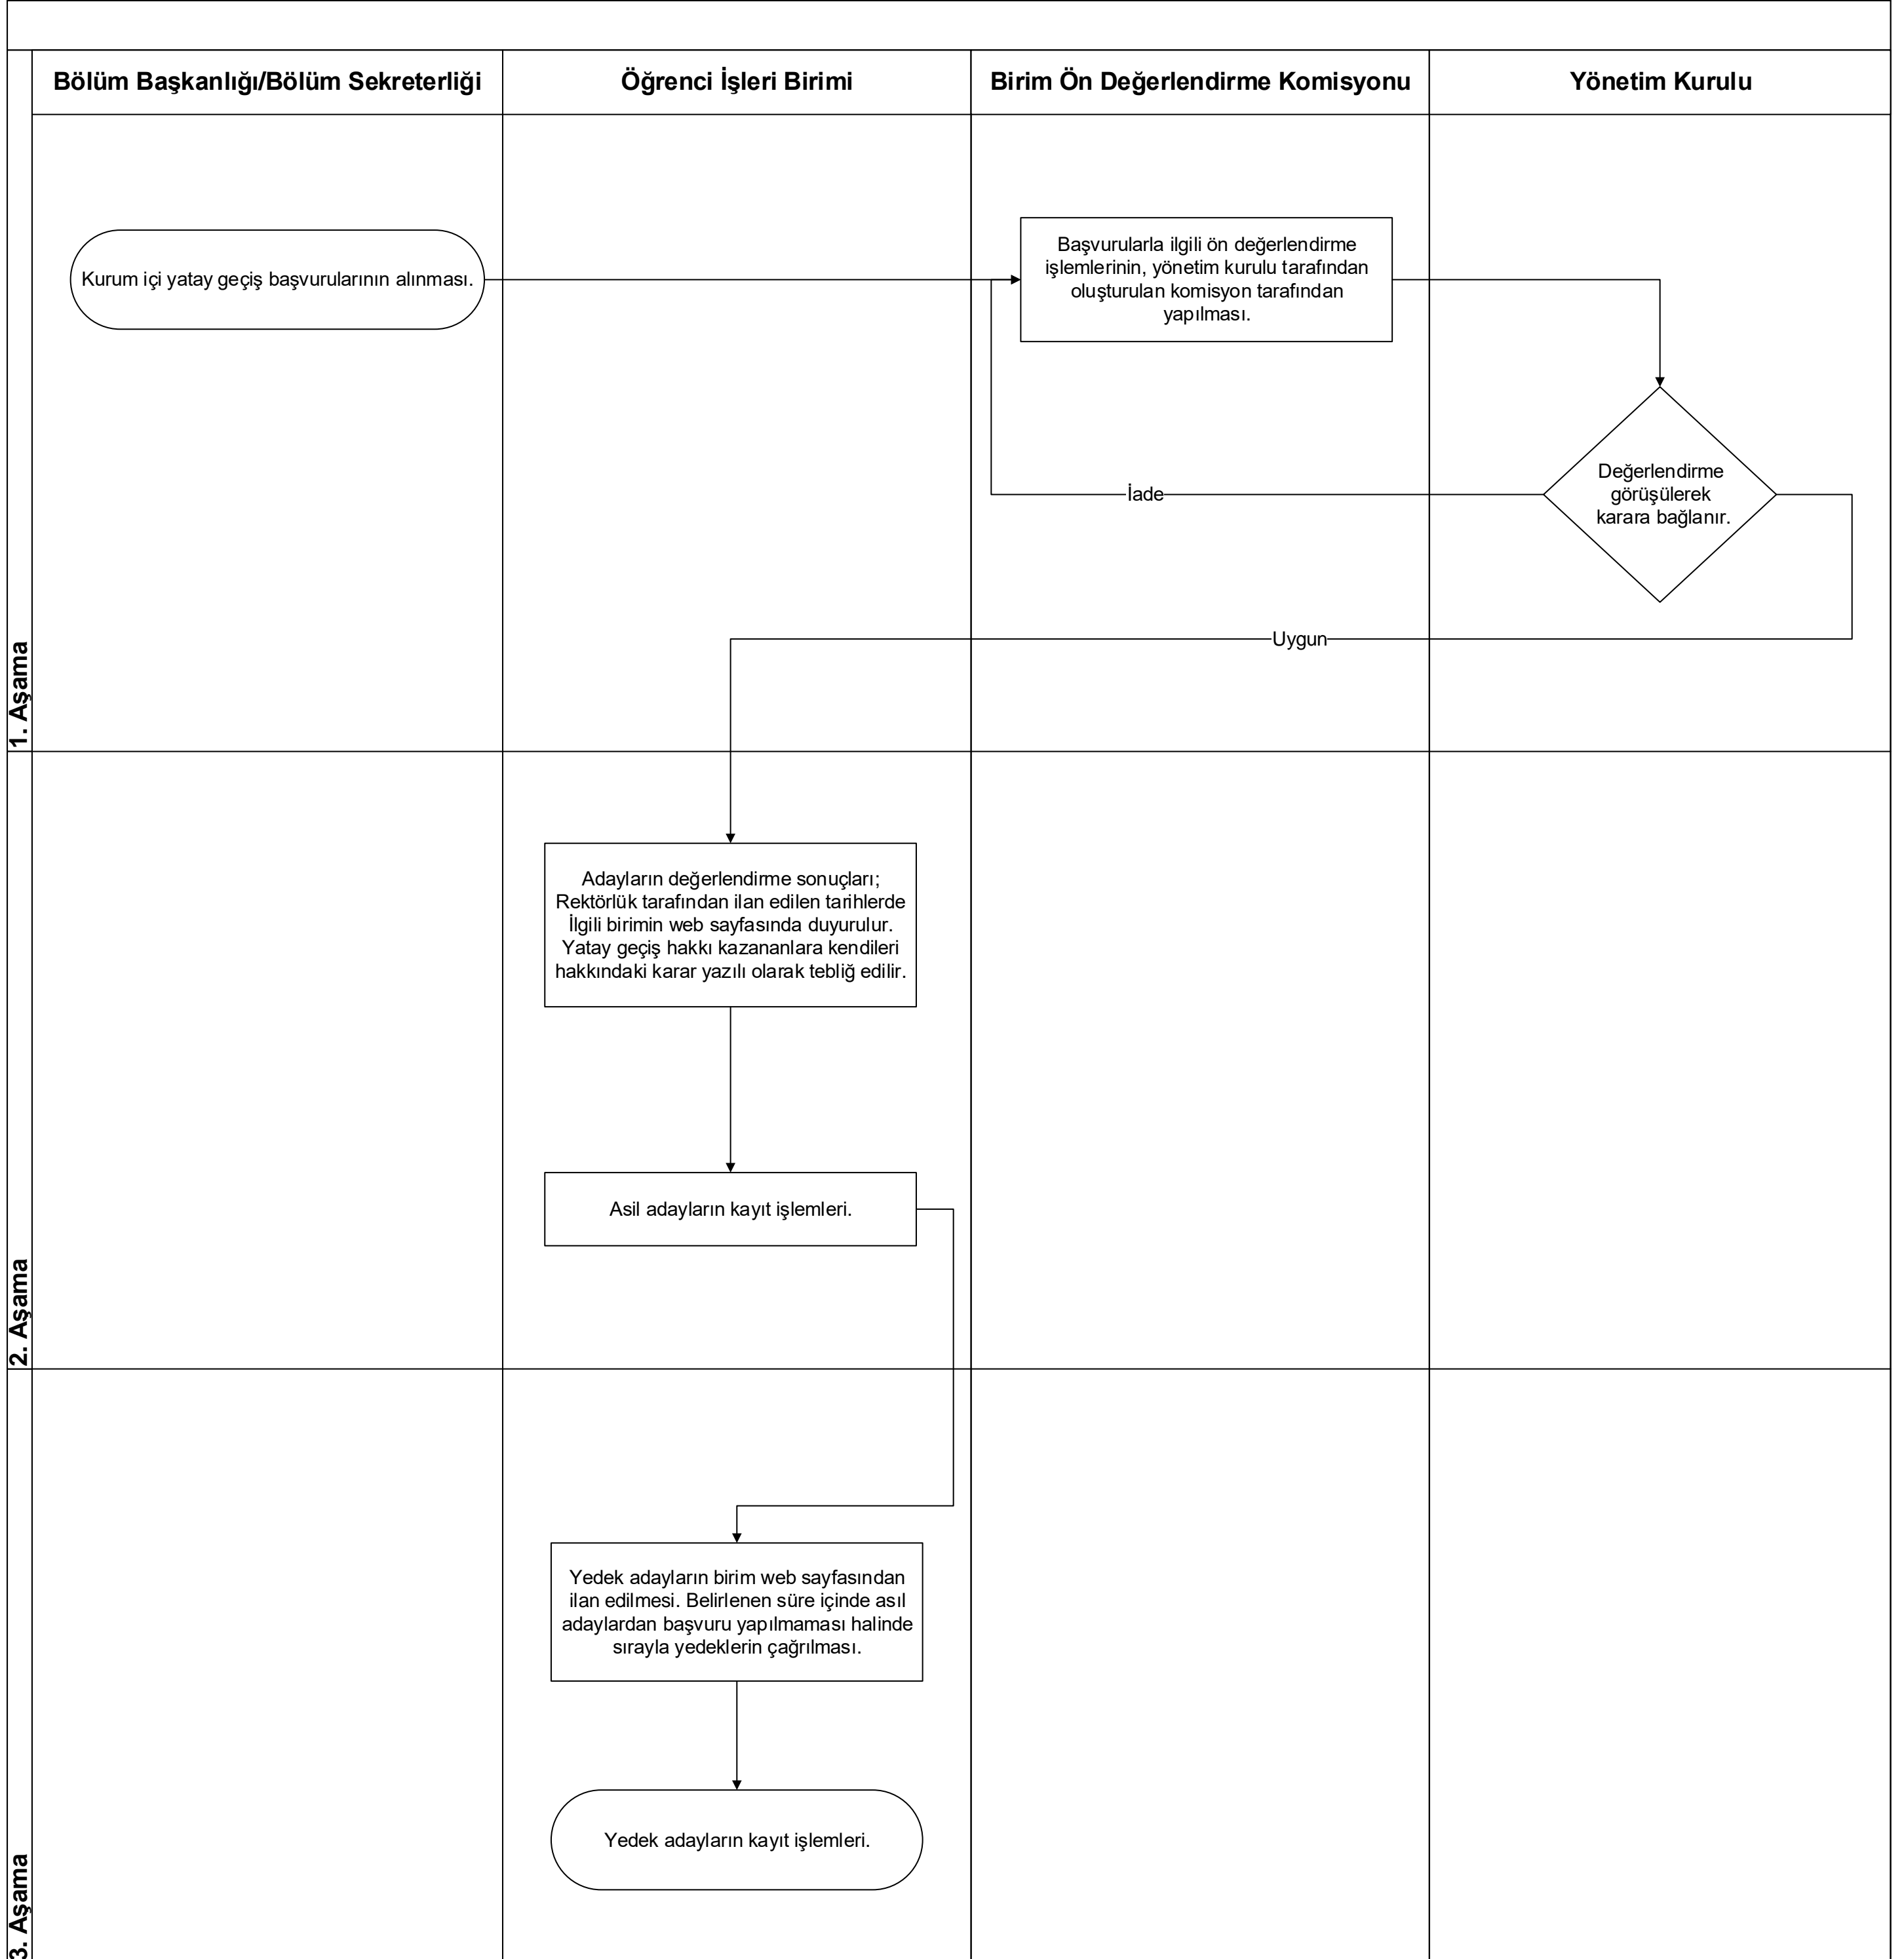 Bölüm Başkanlığı/Bölüm Sekreterliği
Öğrenci İşleri Birimi
Birim Ön Değerlendirme Komisyonu
Yönetim Kurulu
1. Aşama
Kurum içi yatay geçiş başvurularının alınması.
Başvurularla ilgili ön değerlendirme
işlemlerinin, yönetim kurulu tarafından
oluşturulan komisyon tarafından
yapılması.
Değerlendirme
görüşülerek
karara bağlanır.
İade
Uygun
2. Aşama
Adayların değerlendirme sonuçları;
Rektörlük tarafından ilan edilen tarihlerde
İlgili birimin web sayfasında duyurulur.
Yatay geçiş hakkı kazananlara kendileri
hakkındaki karar yazılı olarak tebliğ edilir.
Asil adayların kayıt işlemleri.
3. Aşama
Yedek adayların birim web sayfasından
ilan edilmesi. Belirlenen süre içinde asıl
adaylardan başvuru yapılmaması halinde
sırayla yedeklerin çağrılması.
Yedek adayların kayıt işlemleri.